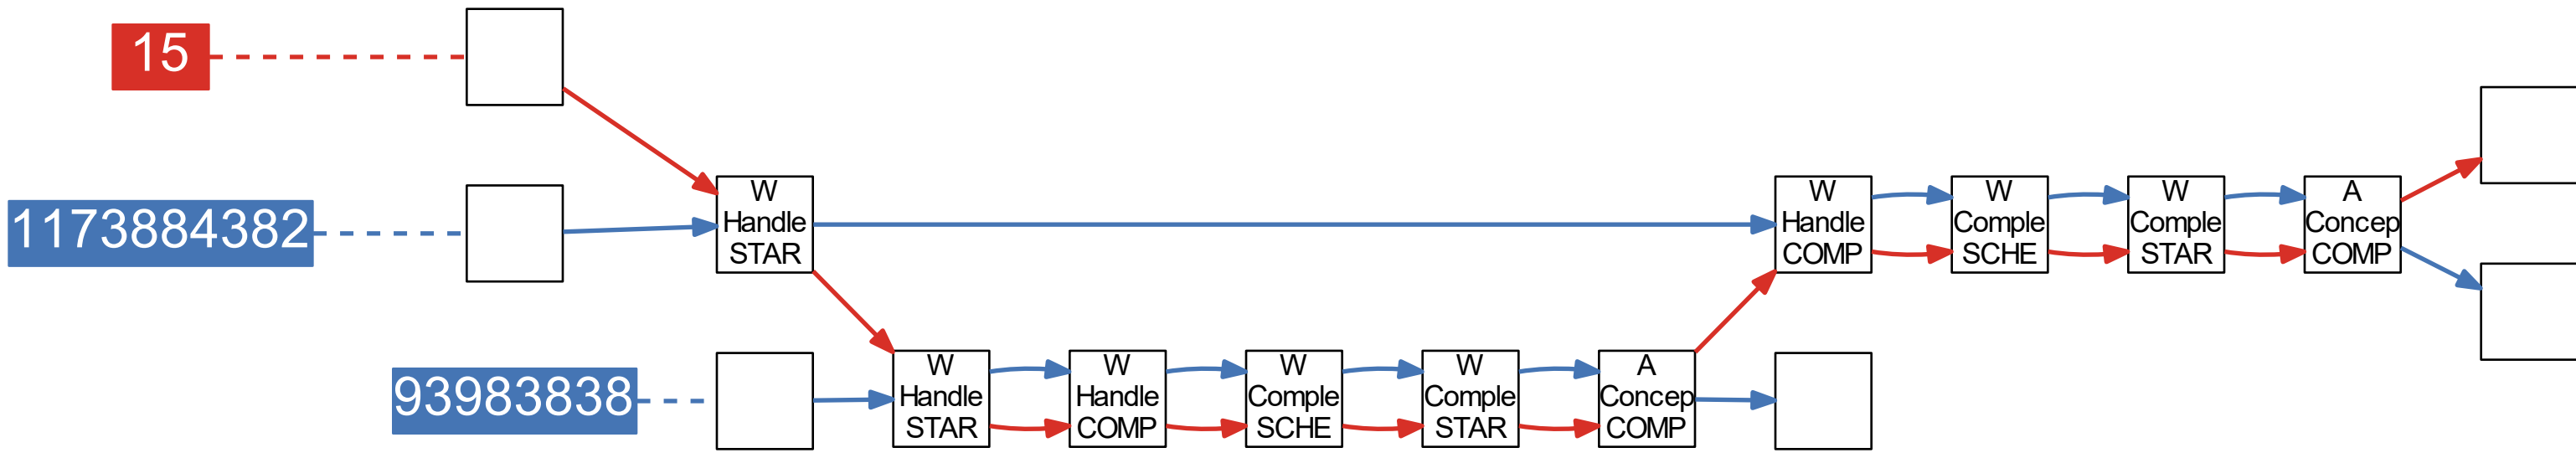 15
1173884382
W
Handle
STAR
W
Handle
COMP
W
Comple
SCHE
W
Comple
STAR
A
Concep
COMP
93983838
W
Handle
STAR
W
Handle
COMP
W
Comple
SCHE
W
Comple
STAR
A
Concep
COMP